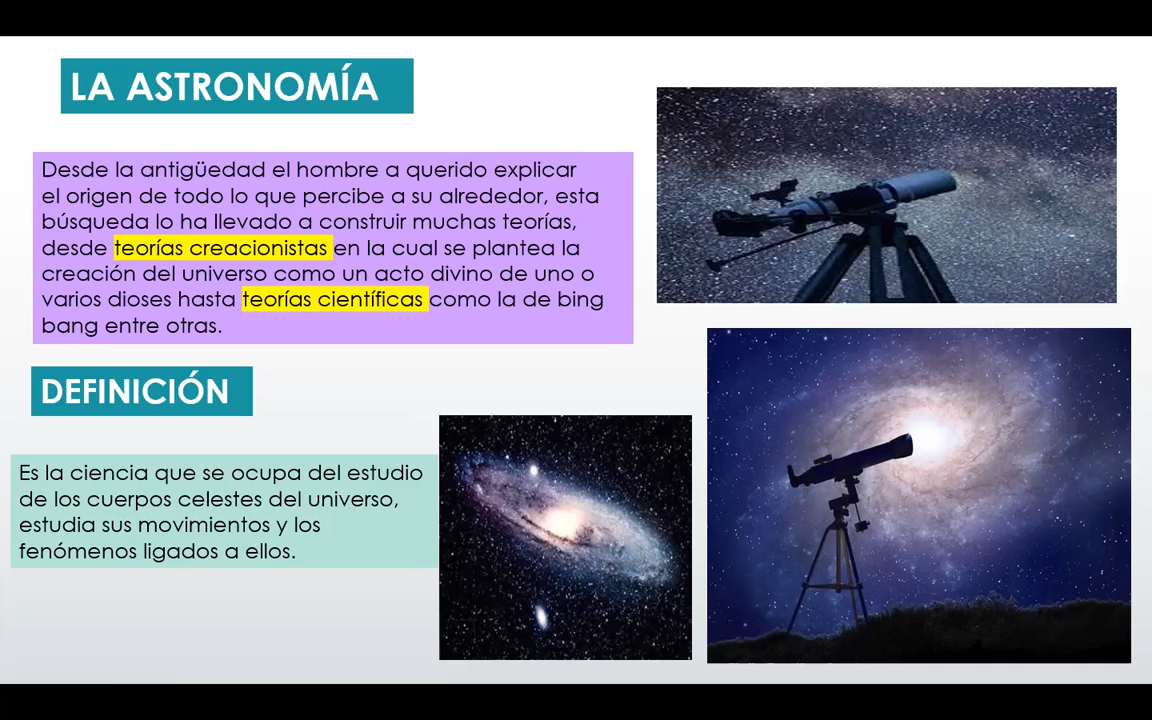 LA ASTRONOMÍA
Desde la antigüedad el hombre a querido explicar
el origen de todo lo que percibe a su alrededor, esta
búsqueda lo ha llevado a construir muchas teorías,
desde teorías creacionistas en la cual se plantea la
creación del universo como un acto divino de uno o
varios dioses hasta teorías científicas como la de bing
bang entre otras.
DEFINICIÓN
Es la ciencia que se ocupa del estudio
de los cuerpos celestes del universo,
estudia sus movimientos y los
fenómenos ligados a ellos.